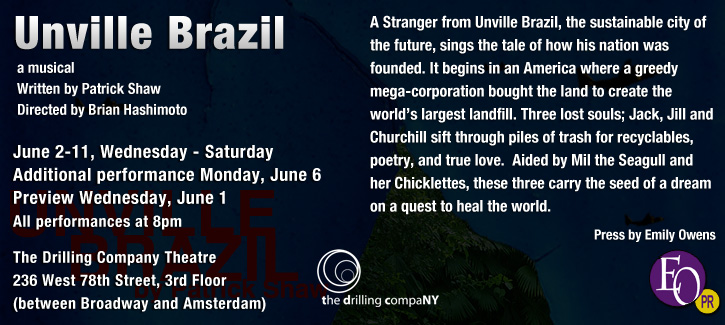 Unville Brazil
a musical
Written by Patrick Shaw
Directed by Brian Hashimoto
June 2-11, Wednesday - Saturday
Additional performance Monday, June 6
Preview Wednesday, June 1
All performances at 8pm
The Drilling Company Theatre
236 West 78th Street, 3rd Floor
(between Broadway and Amsterdam)
UNVILLE
BRAZIL
by Patrick Shaw
the drilling compaNY
A Stranger from Unville Brazil, the sustainable city of
the future, sings the tale of how his nation was
founded. It begins in an America where a greedy
mega-corporation bought the land to create the
world's largest landfill. Three lost souls; Jack, Jill and
Churchill sift through piles of trash for recyclables,
poetry, and true love.  Aided by Mil the Seagull and
her Chicklettes, these three carry the seed of a dream
on a quest to heal the world.
Press by Emily Owens
EO
PR